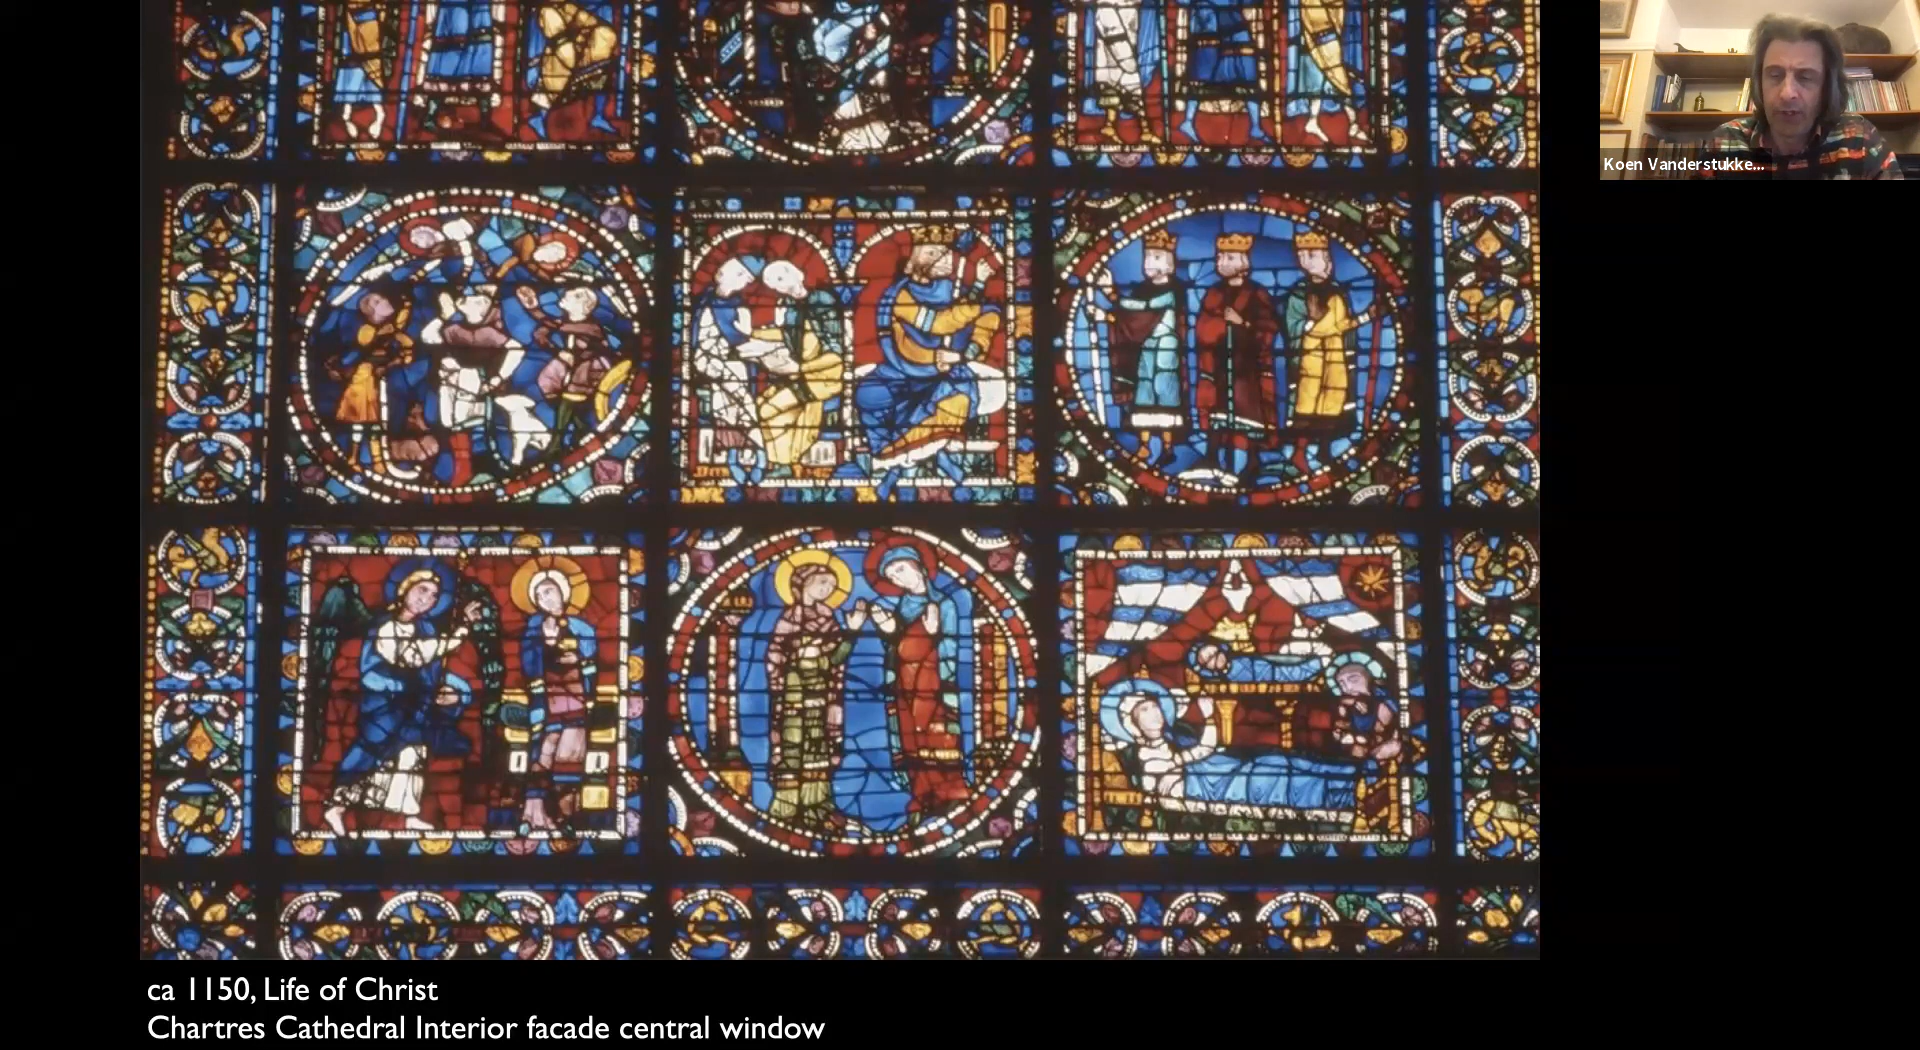 Koen Vanderstukke...
ca 1150, Life of Christ
Chartres Cathedral Interior facade central window